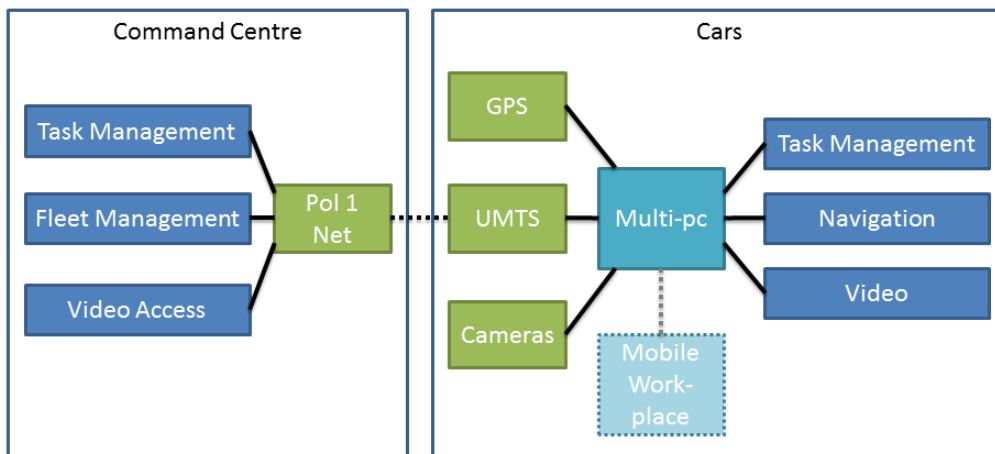 Command Centre
Task Management
Fleet Management
Video Access
Pol 1
Net
Cars
GPS
UMTS
Cameras
Multi-pc
Mobile
Work-
place
Task Management
Navigation
Video